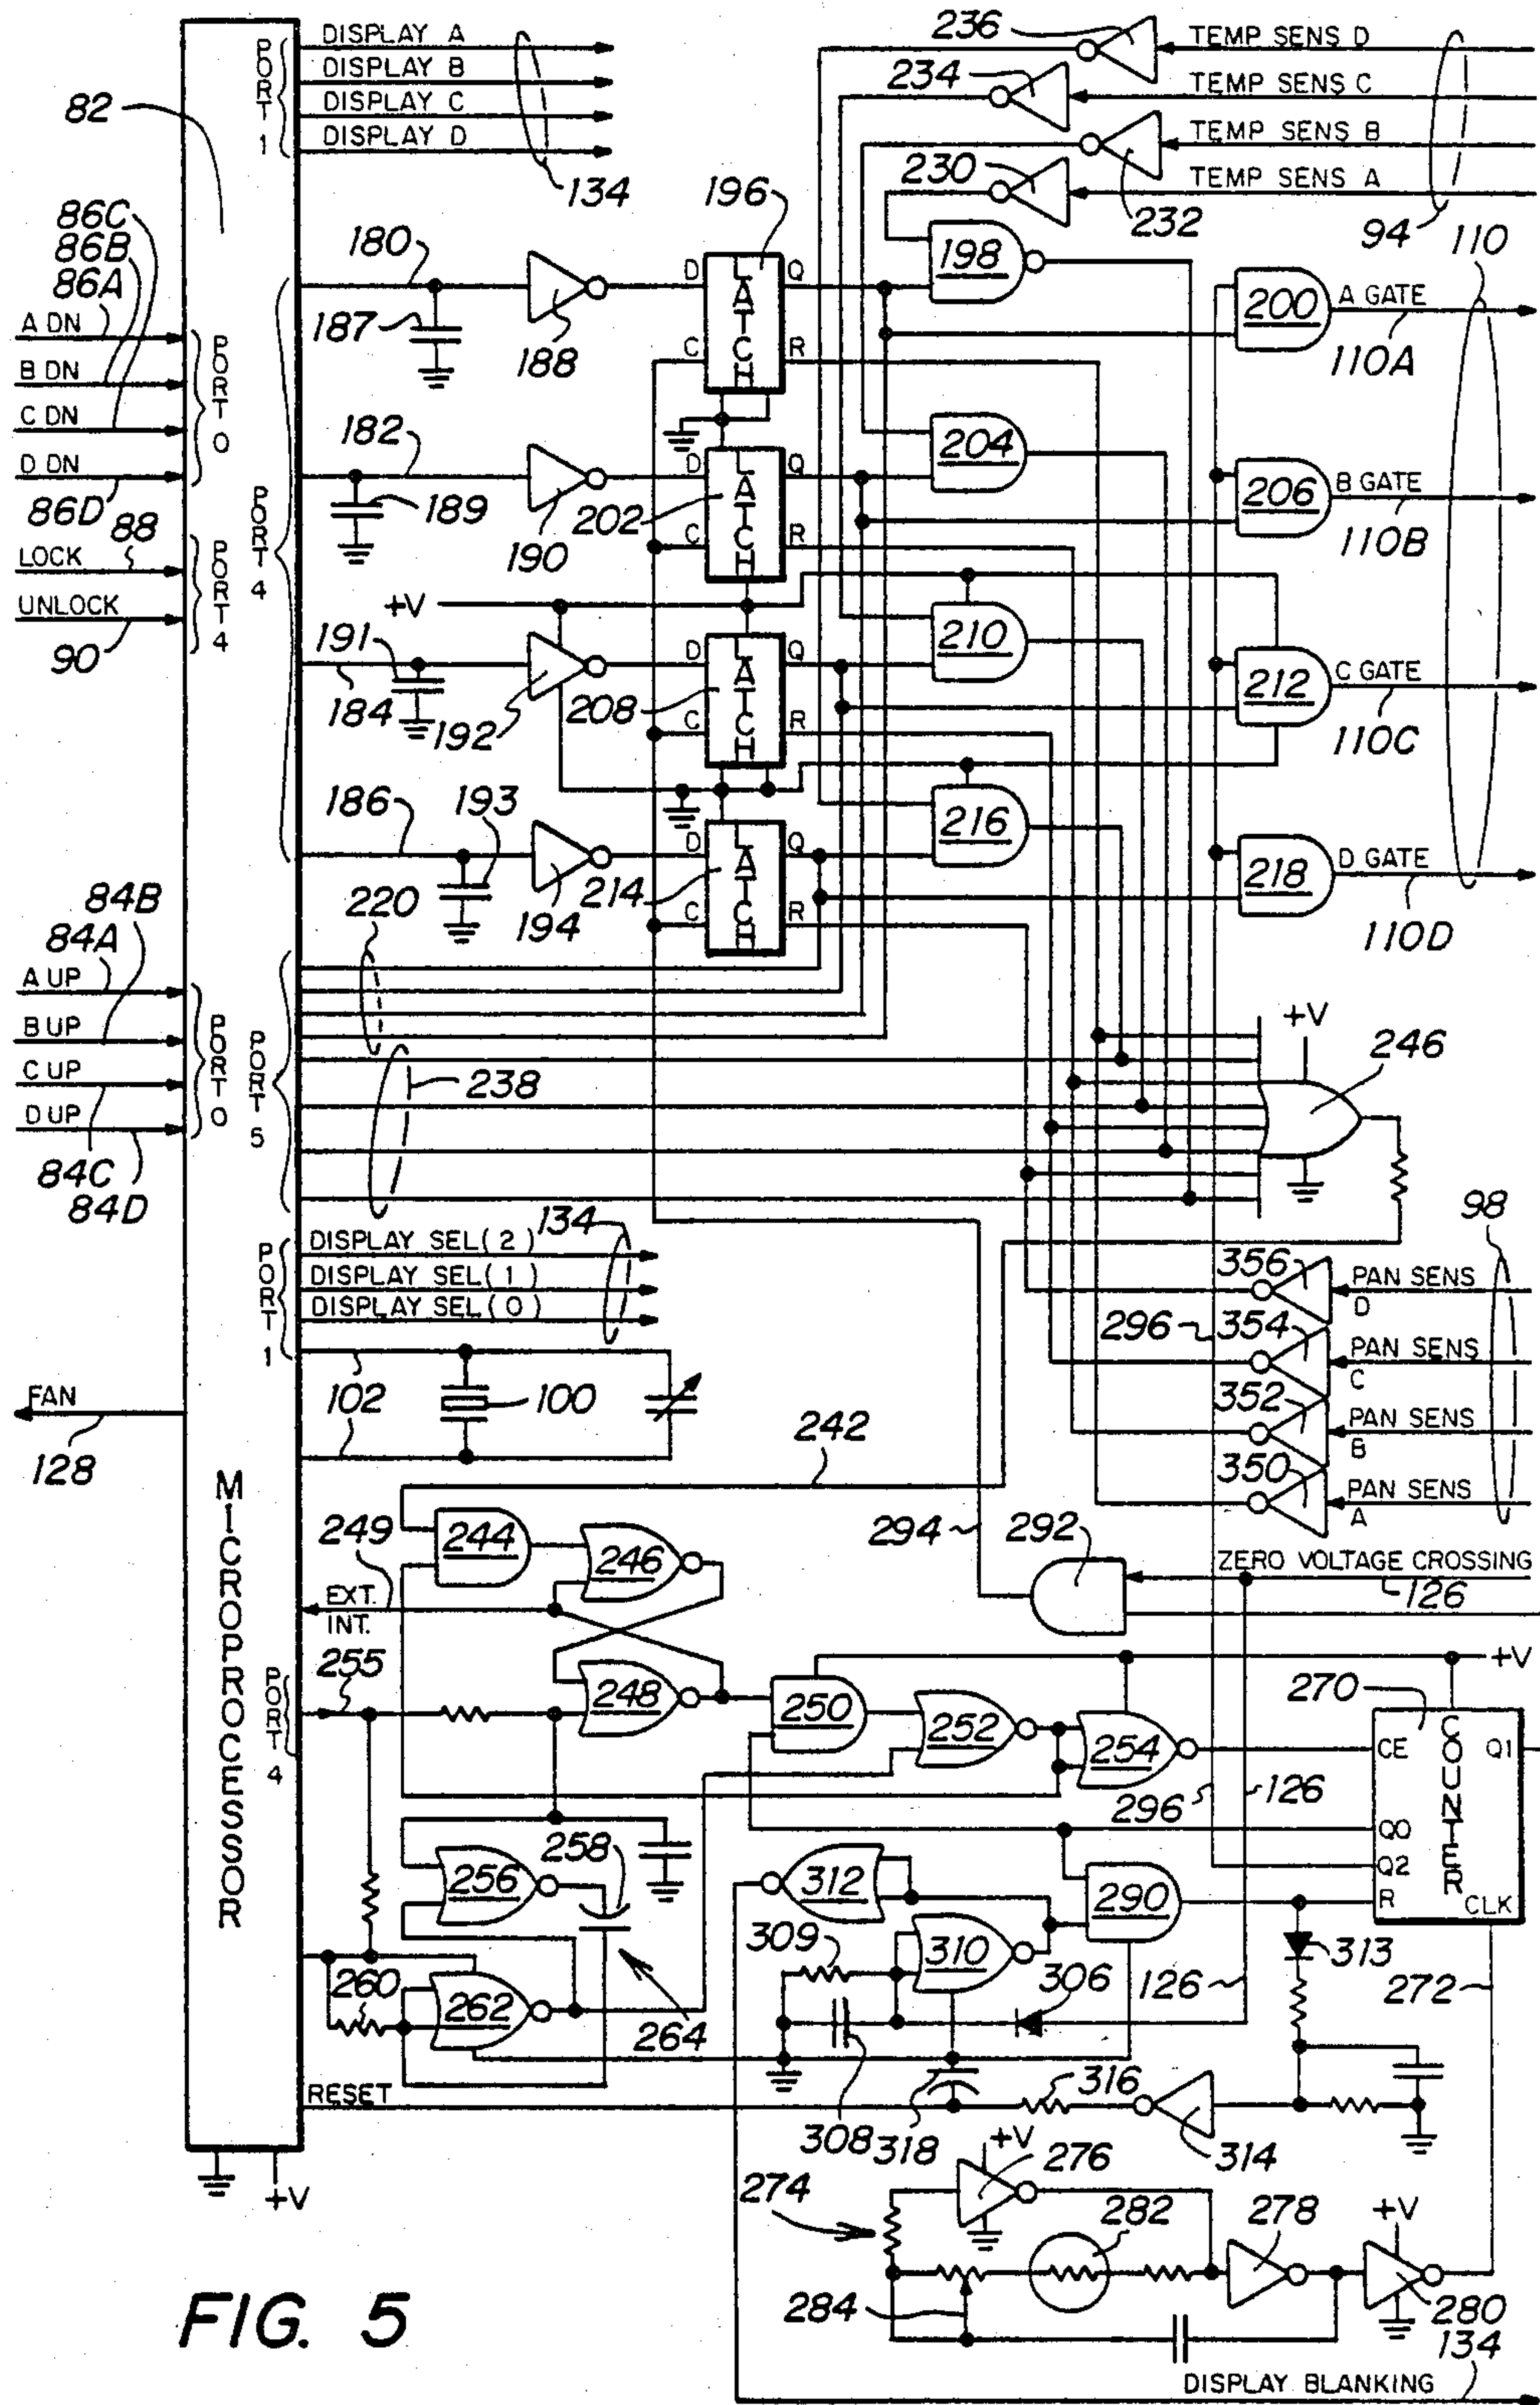 236
TEMP SENS D
DISPLAY A
PORT 1
234
TEMP SENS C
DISPLAY B
82
DISPLAY C
TEMP SENS B
DISPLAY D
230
TEMP SENS A
134
196
232
94
110
86C
86B
86A
180
198
D
LATCH
Q
200
A GATE
A DN
187
188
C
R
110A
B DN
PORT 0
C DN
182
204
D
LATCH
Q
206
B GATE
D DN
86D
PORT 4
189
190
202
C
R
110B
88
LOCK
PORT 4
UNLOCK
90
+V
191
210
D
LATCH
Q
212
C GATE
184
192
208
C
R
110C
186
193
216
D
LATCH
Q
218
D GATE
84B
84A
220
194
214
C
R
110D
A UP
B UP
C UP
D UP
PORT 0
PORT 5
84C
84D
238
+V
246
134
98
PORT 1
DISPLAY SEL(2)
DISPLAY SEL(1)
DISPLAY SEL(0)
356
PAN SENS D
296
354
PAN SENS C
102
100
352
PAN SENS B
FAN
128
242
350
PAN SENS A
MICROPROCESSOR
249
244
246
294
292
ZERO VOLTAGE CROSSING
126
EXT. INT.
255
PORT 4
248
250
252
254
+V
270
COUNTER
CE
Q1
296
126
Q0
Q2
R
CLK
256
258
312
290
309
310
313
260
262
264
306
126
272
RESET
316
308
318
314
+V
+V
276
274
282
278
+V
284
280
134
FIG. 5
DISPLAY BLANKING